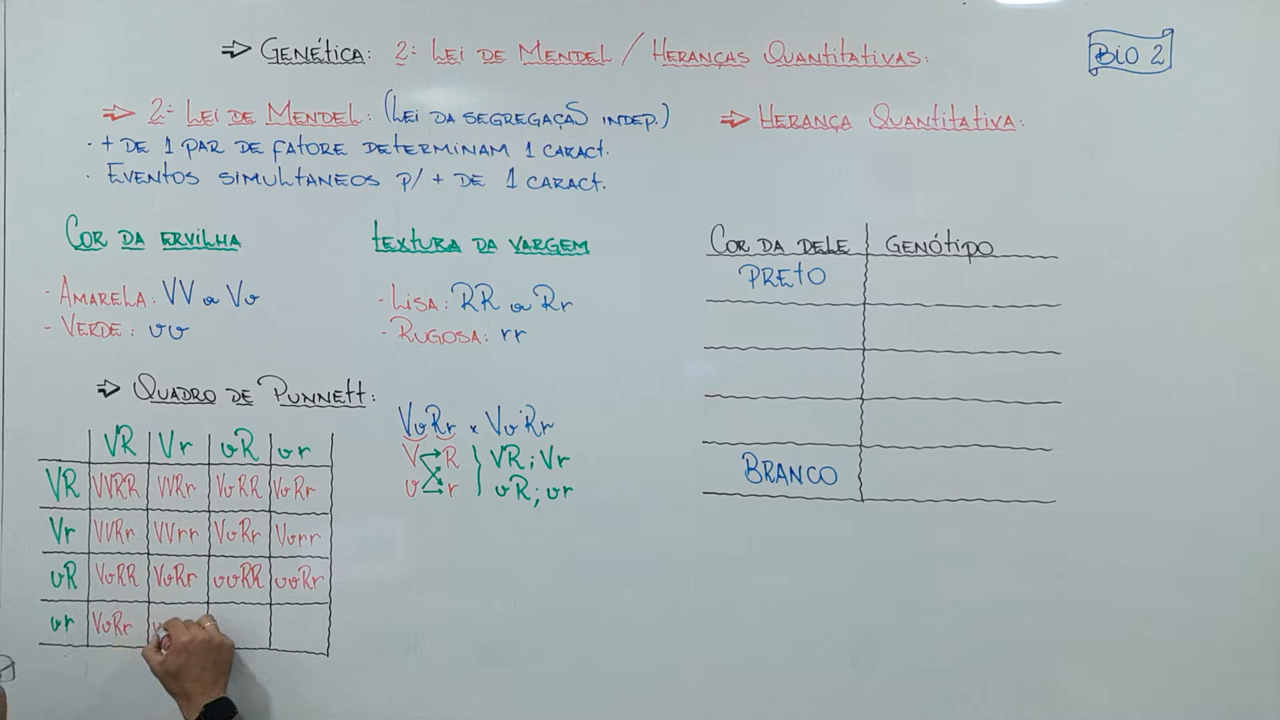 ⇒ GENÉTICA: 2ª LEI DE MENDEL / HERANÇAS QUANTITATIVAS:
BIO 2
⇒ 2ª LEI DE MENDEL: (LEI DA SEGREGAÇAS INDEP.)
· + DE 1 PAR DE FATORE DETERMINAM 1 CARACT.
· EVENTOS SIMULTANEOS P/ + DE 1 CARACT.
COR DA ERVILHA
- AMARELA: VV ou Vv
- VERDE: vv
TEXTURA DA VARGEM
- LISA: RR ou Rr
- RUGOSA: rr
⇒ QUADRO DE PUNNETT:
VR Vr vR vr
VR VVRR VVRr VvRR VvRr
Vr VVRr VVrr VvRr Vvrr
vR VvRR VvRr vvRR vvRr
vr VvRr
VvRr x VvRr
V R } VR; Vr
v r vR; vr
⇒ HERANÇA QUANTITATIVA:
COR DA DELE GENÓTIPO
PRETO
BRANCO